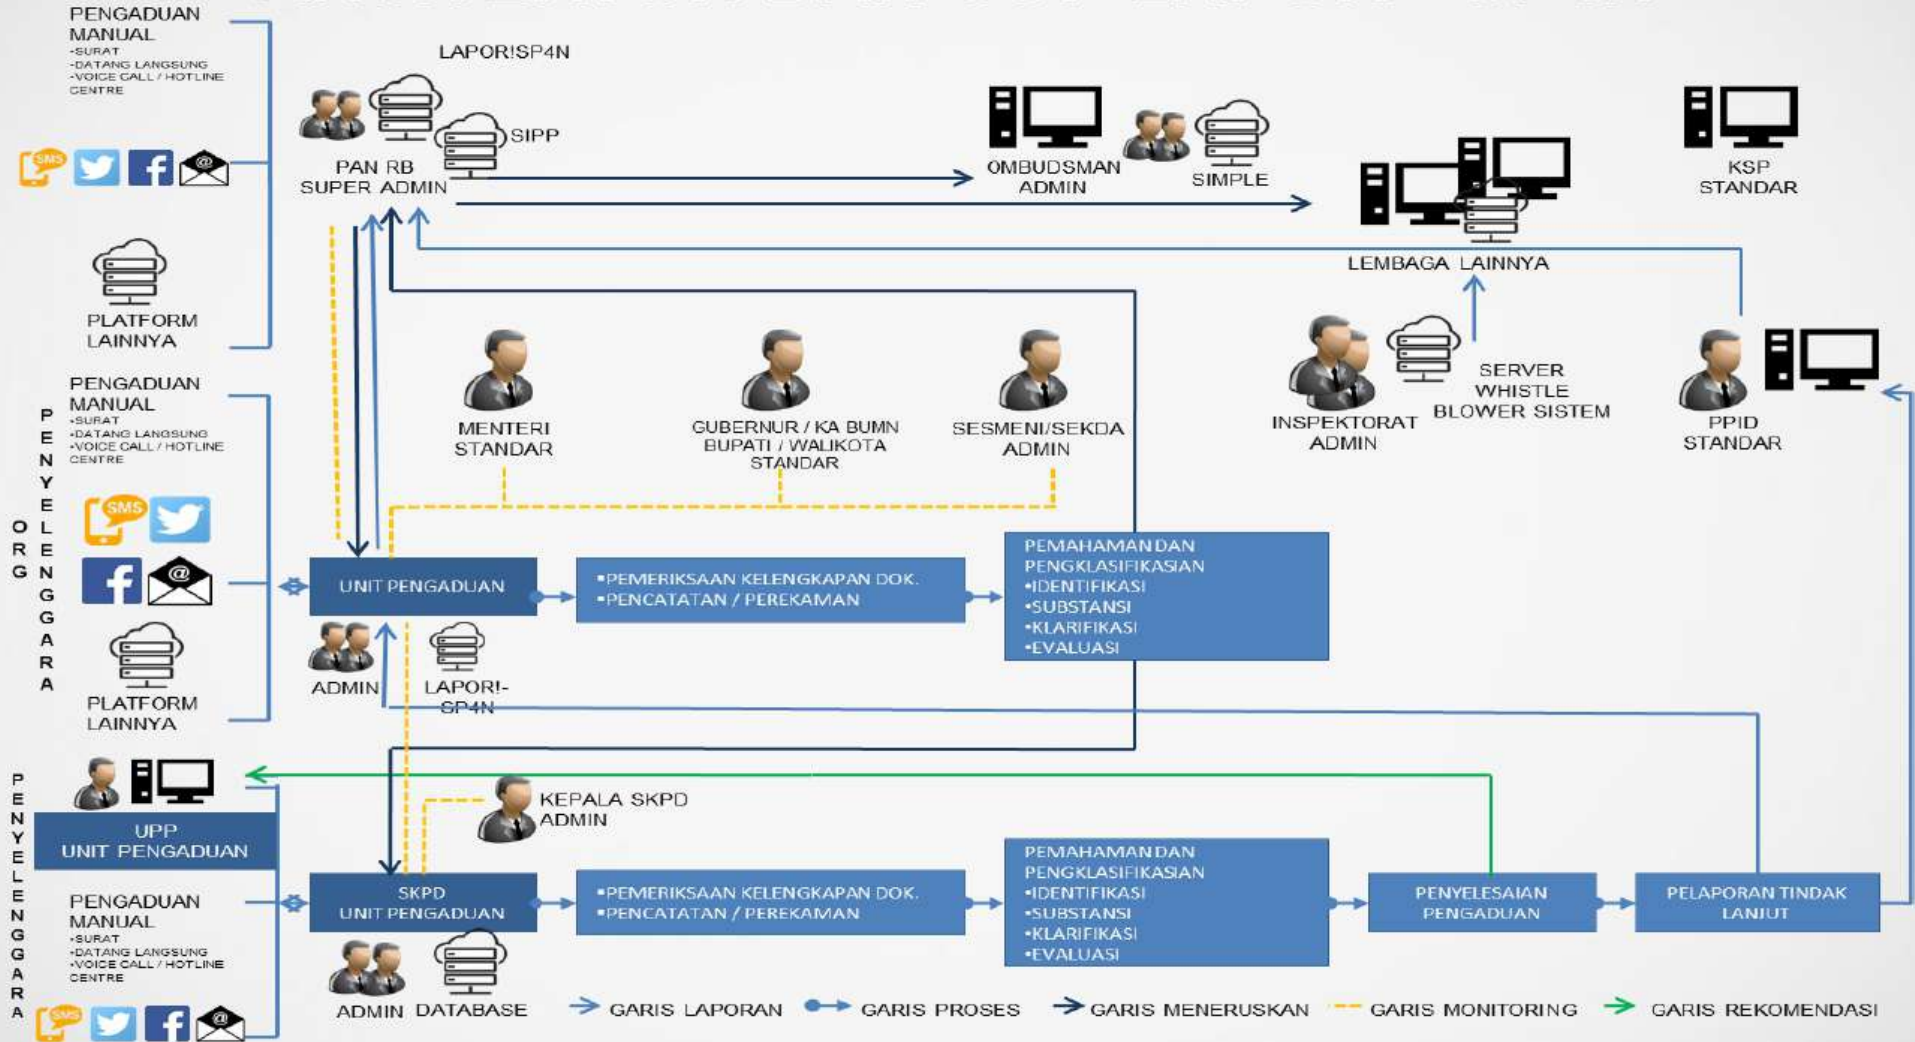 PENGADUAN
MANUAL
-SURAT
-DATANG LANGSUNG
-VOICE CALL / HOTLINE
CENTRE
SMS
@
PLATFORM
LAINNYA
LAPOR!SP4N
SIPP
PAN RB
SUPER ADMIN
OMBUDSMAN
ADMIN
SIMPLE
LEMBAGA LAINNYA
KSP
STANDAR
MENTERI
STANDAR
GUBERNUR / KA BUMN
BUPATI / WALIKOTA
STANDAR
SESMENI/SEKDA
ADMIN
INSPEKTORAT
ADMIN
SERVER
WHISTLE
BLOWER SISTEM
PPID
STANDAR
ORG
PENYELENGGARA
PENGADUAN
MANUAL
-SURAT
-DATANG LANGSUNG
-VOICE CALL / HOTLINE
CENTRE
SMS
@
PLATFORM
LAINNYA
UNIT PENGADUAN
▪PEMERIKSAAN KELENGKAPAN DOK.
▪PENCATATAN / PEREKAMAN
PEMAHAMAN DAN
PENGKLASIFIKASIAN
•IDENTIFIKASI
•SUBSTANSI
•KLARIFIKASI
•EVALUASI
ADMIN
LAPOR!-
SP4N
PENYELENGGARA
UPP
UNIT PENGADUAN
KEPALA SKPD
ADMIN
PENGADUAN
MANUAL
-SURAT
-DATANG LANGSUNG
-VOICE CALL / HOTLINE
CENTRE
SMS
@
SKPD
UNIT PENGADUAN
▪PEMERIKSAAN KELENGKAPAN DOK.
▪PENCATATAN / PEREKAMAN
PEMAHAMAN DAN
PENGKLASIFIKASIAN
•IDENTIFIKASI
•SUBSTANSI
•KLARIFIKASI
•EVALUASI
PENYELESAIAN
PENGADUAN
PELAPORAN TINDAK
LANJUT
ADMIN
DATABASE
GARIS LAPORAN
GARIS PROSES
GARIS MENERUSKAN
GARIS MONITORING
GARIS REKOMENDASI